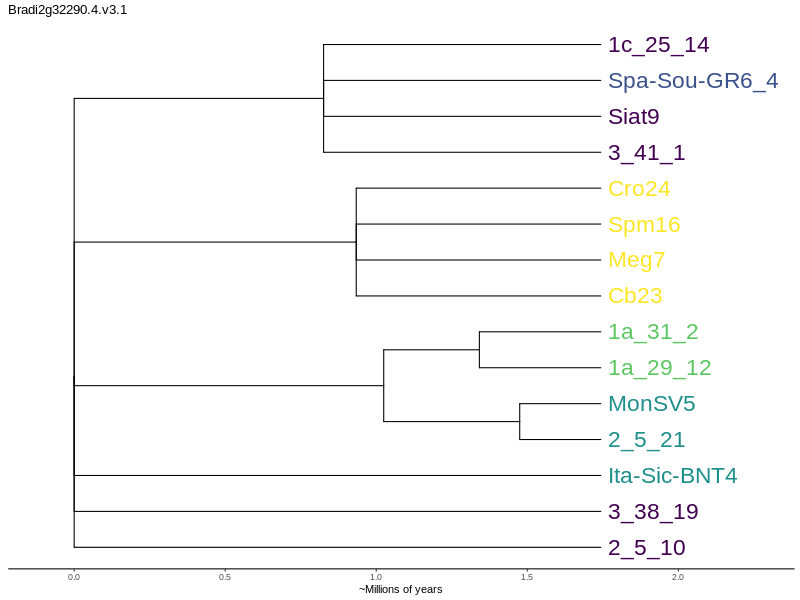 Bradi2g32290.4.v3.1
1c_25_14
Spa-Sou-GR6_4
Siat9
3_41_1
Cro24
Spm16
Meg7
Cb23
1a_31_2
1a_29_12
MonSV5
2_5_21
Ita-Sic-BNT4
3_38_19
2_5_10
0.0 0.5 1.0 1.5 2.0
~Millions of years